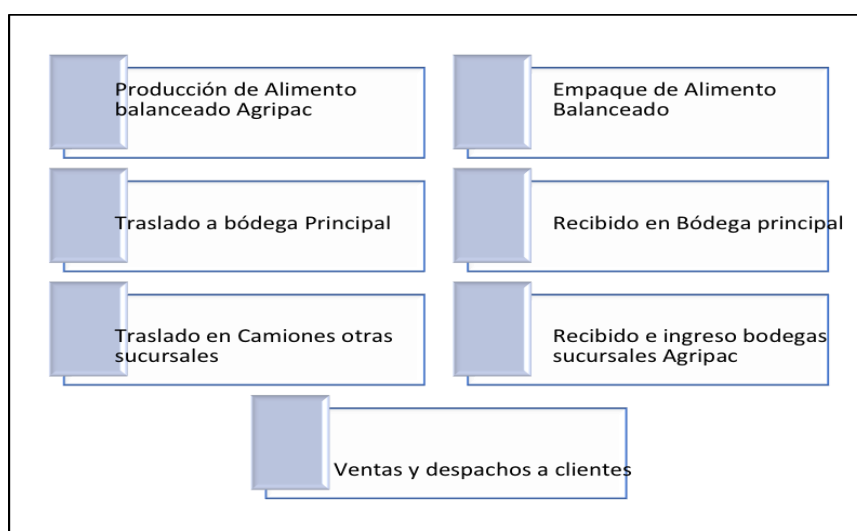 Producción de Alimento
balanceado Agripac
Empaque de Alimento
Balanceado
Traslado a bódega Principal
Recibido en Bódega principal
Traslado en Camiones otras
sucursales
Recibido e ingreso bodegas
sucursales Agripac
Ventas y despachos a clientes